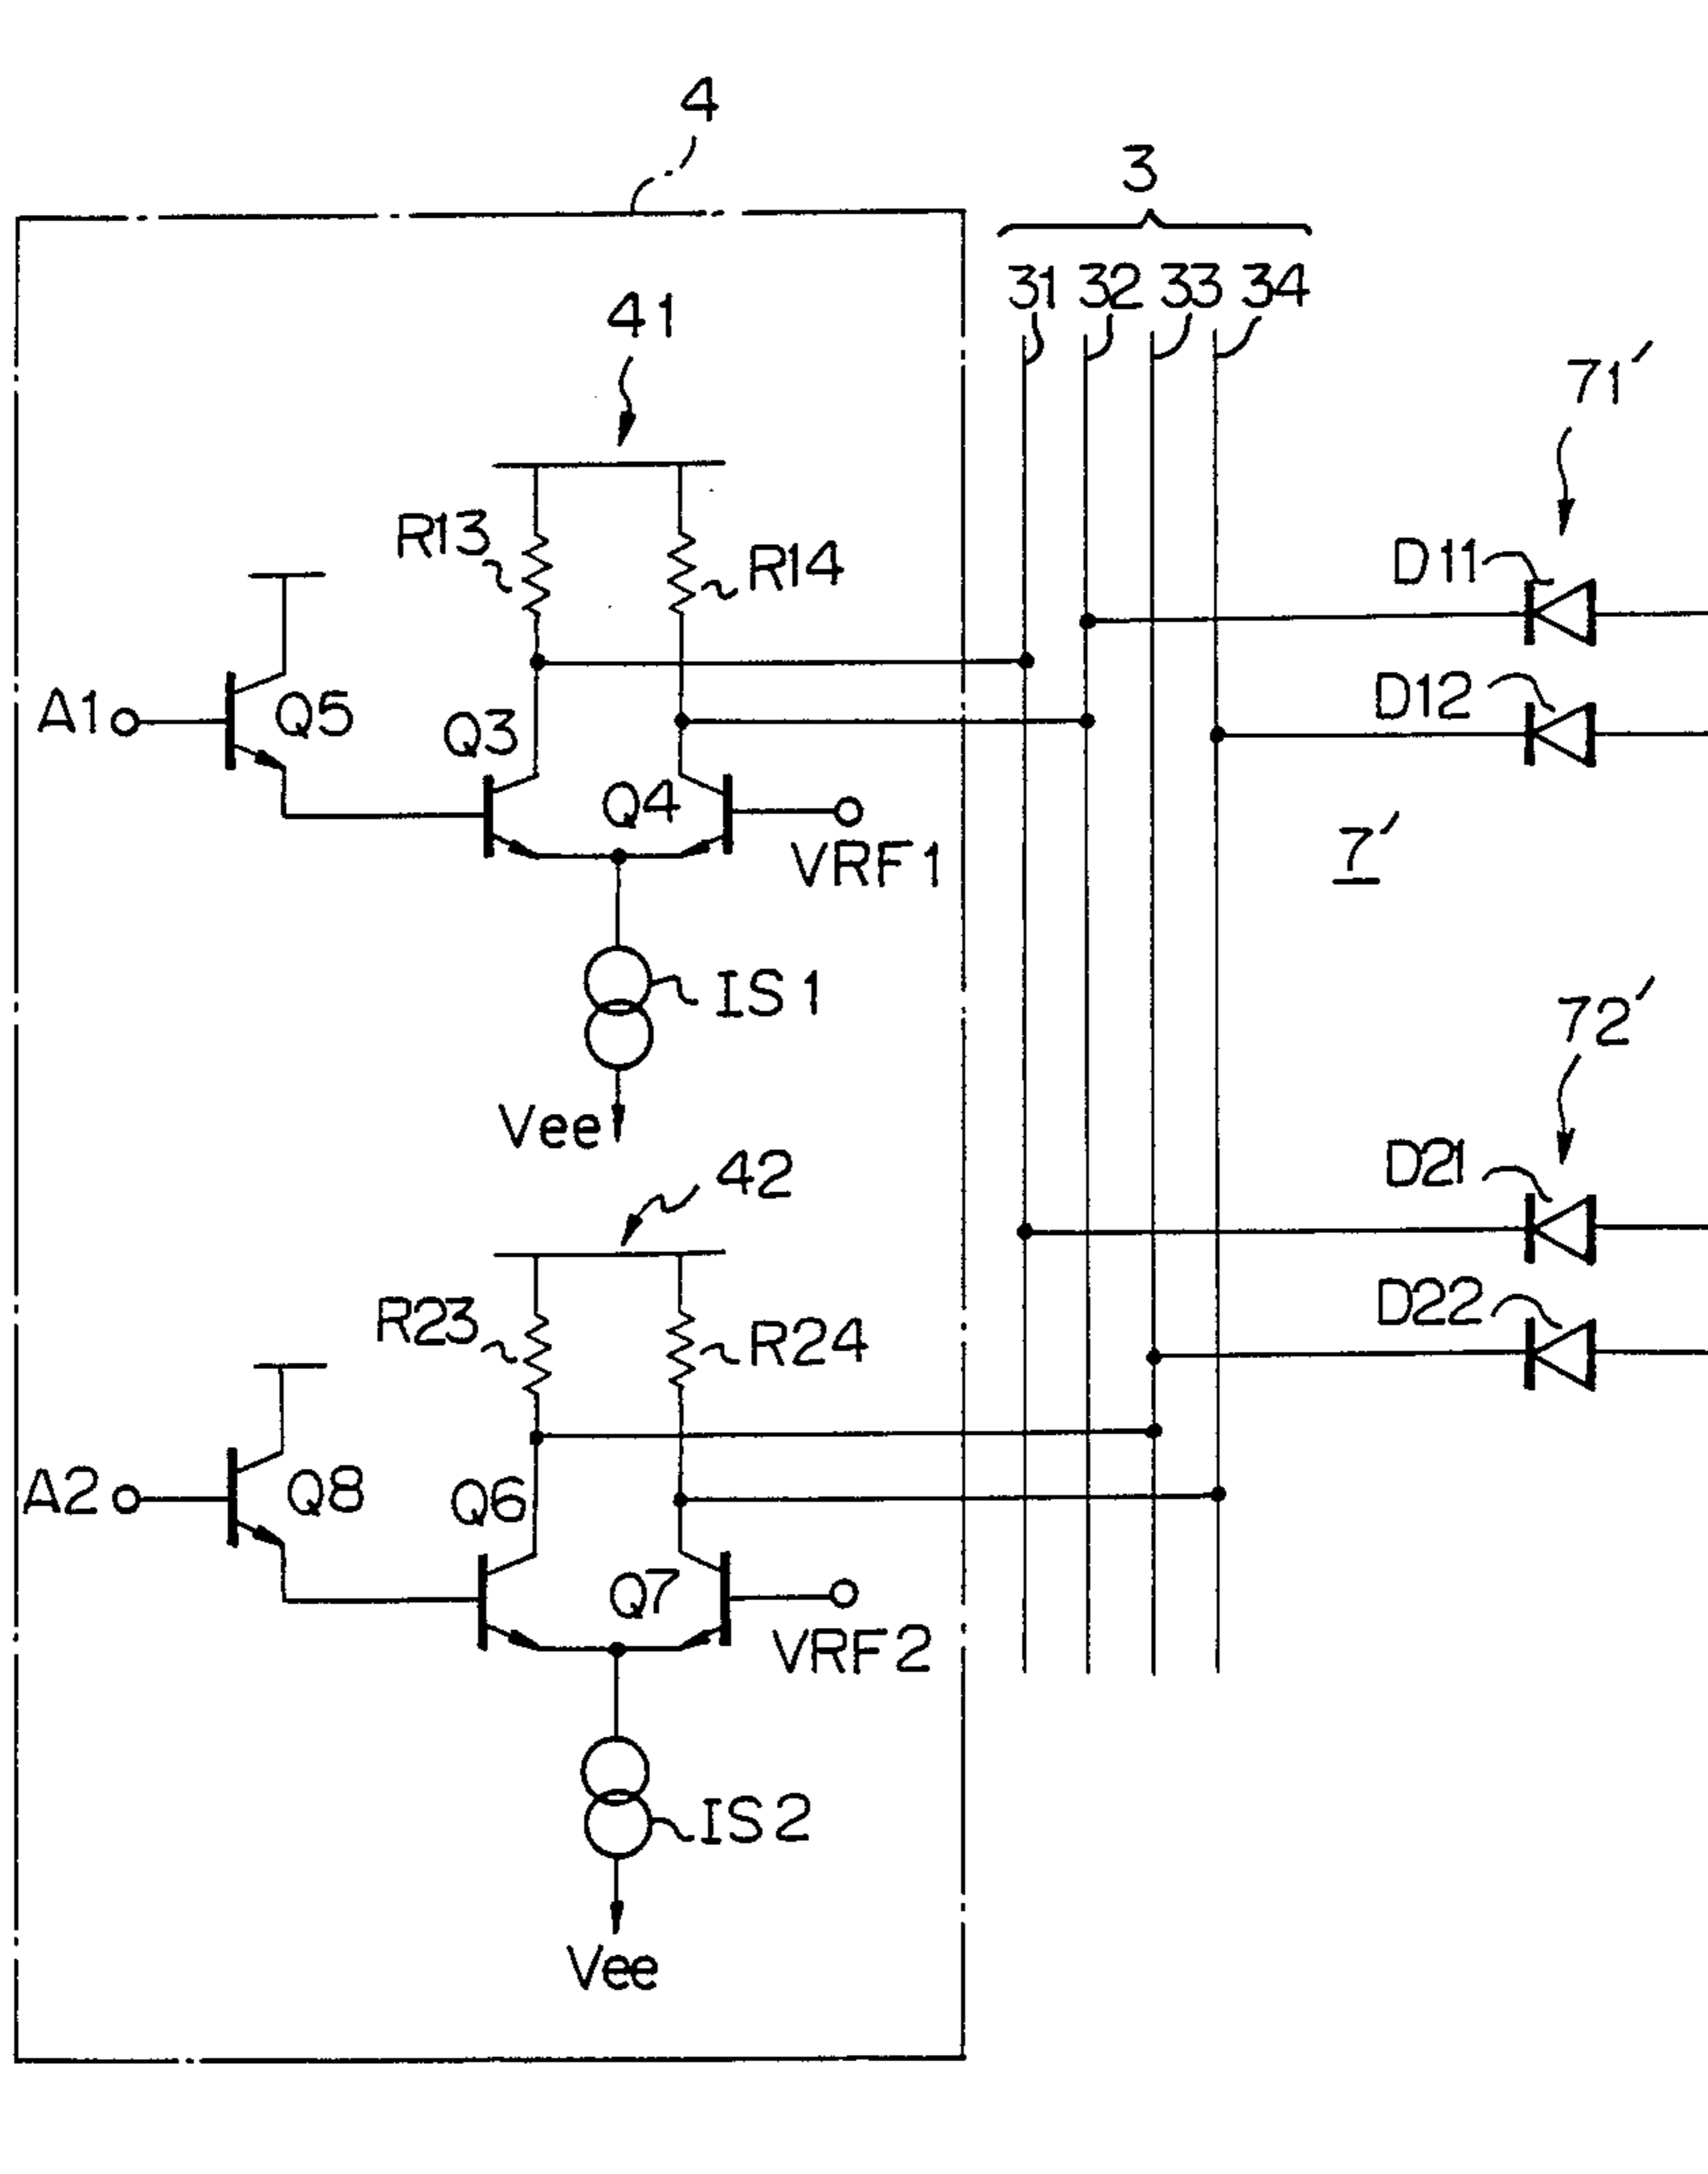 4
3
31 32 33 34
41
71'
R13
R14
D11
A1
Q5
Q3
D12
Q4
VRF1
7'
IS1
72'
Vee
42
D21
R23
R24
D22
A2
Q8
Q6
Q7
VRF2
IS2
Vee